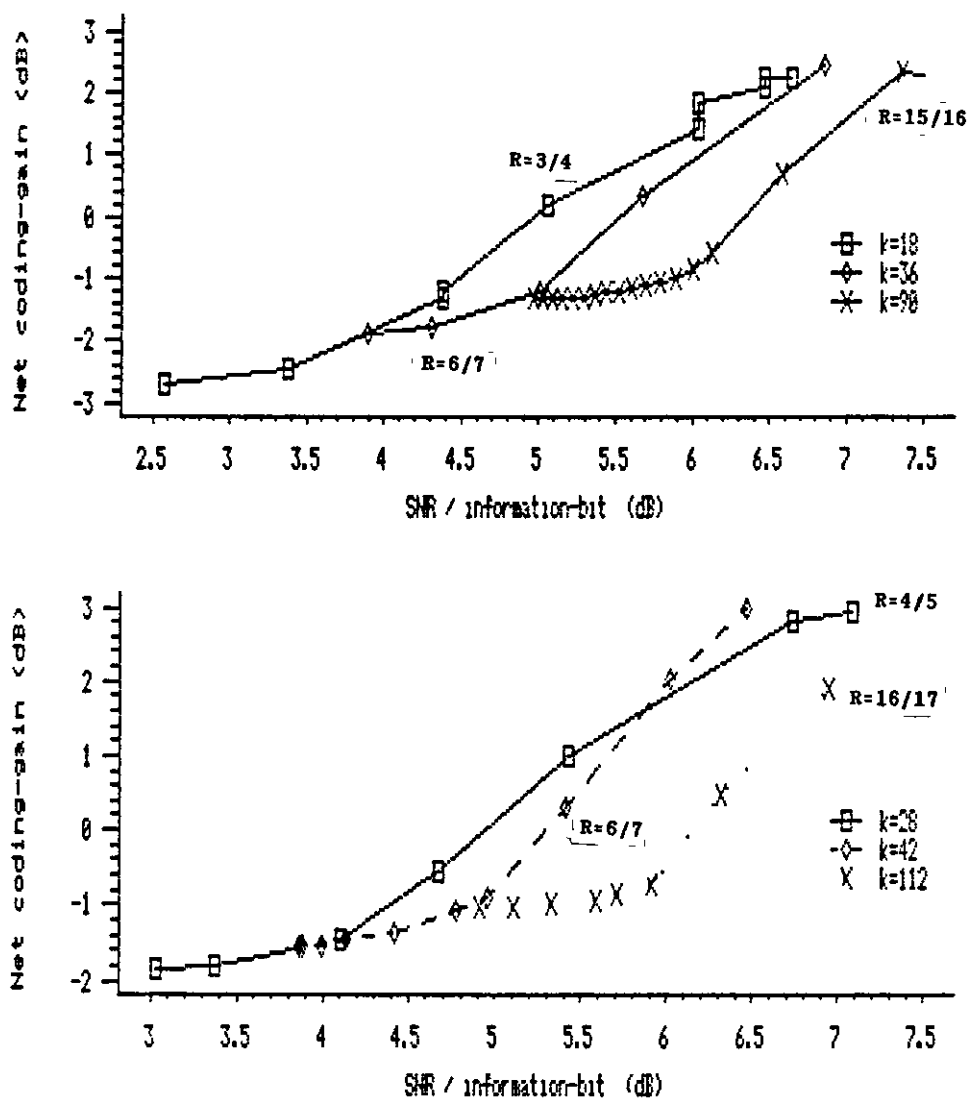 Net coding-gain <dB>
3
2
1
0
-1
-2
-3
R=15/16
R=3/4
k=18
k=36
k=90
R=6/7
2.5 3 3.5 4 4.5 5 5.5 6 6.5 7 7.5
SNR / information-bit (dB)
Net coding-gain <dB>
3
2
1
0
-1
-2
R=4/5
R=16/17
R=6/7
k=28
k=42
k=112
3 3.5 4 4.5 5 5.5 6 6.5 7 7.5
SNR / information-bit (dB)